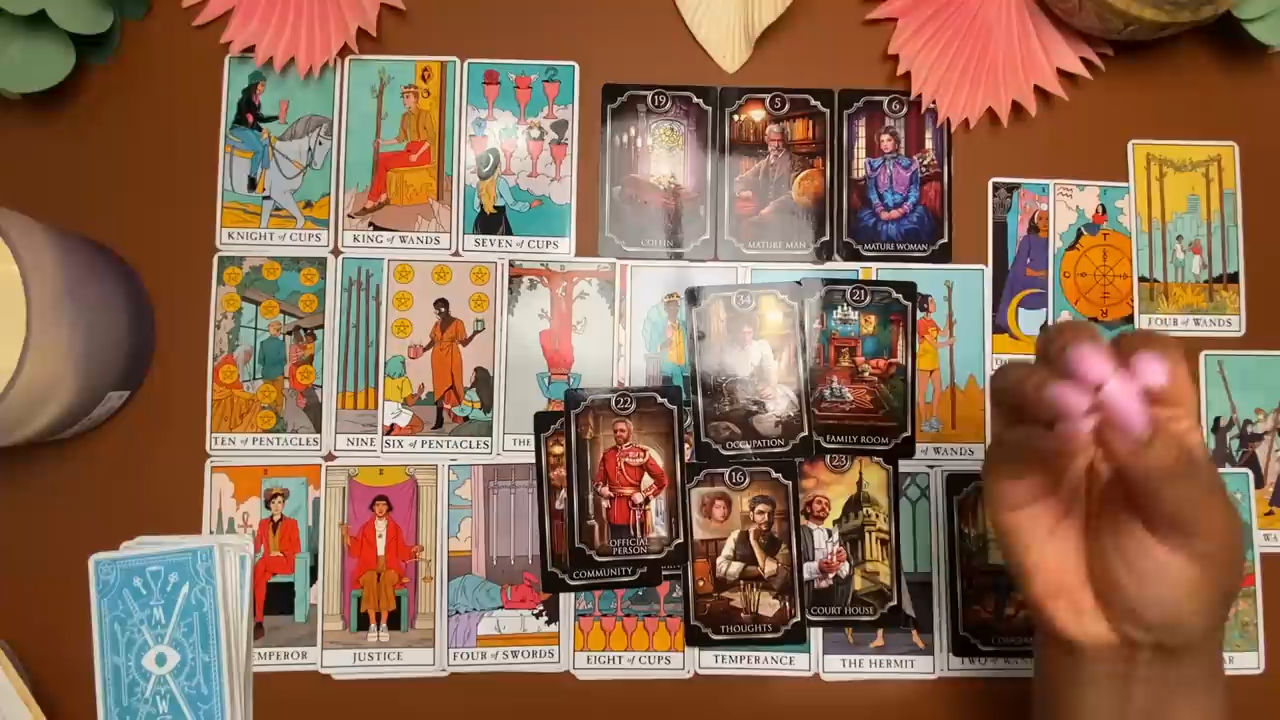 KNIGHT of CUPS
KING of WANDS
SEVEN of CUPS
19
COFFIN
5
MATURE MAN
6
MATURE WOMAN
FOUR of WANDS
TEN of PENTACLES
NINE
SIX of PENTACLES
THE
34
OCCUPATION
21
FAMILY ROOM
of WANDS
22
OFFICIAL
PERSON
COMMUNITY
16
THOUGHTS
23
COURT HOUSE
EMPEROR
JUSTICE
FOUR of SWORDS
EIGHT of CUPS
TEMPERANCE
THE HERMIT
TWO of WAN